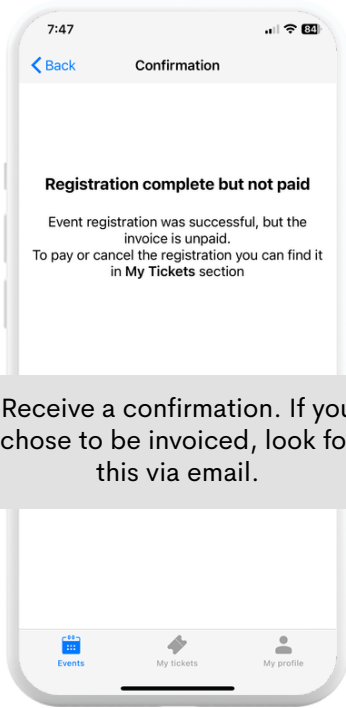 7:47
84
Back
Confirmation
Registration complete but not paid
Event registration was successful, but the
invoice is unpaid.
To pay or cancel the registration you can find it
in My Tickets section
Receive a confirmation. If you
chose to be invoiced, look fo
this via email.
Events
My tickets
My profile